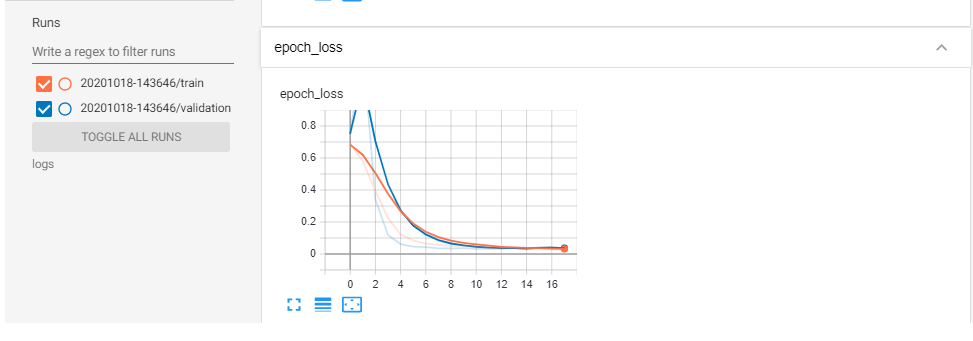 Runs
Write a regex to filter runs
20201018-143646/train
20201018-143646/validation
TOGGLE ALL RUNS
logs
epoch_loss
epoch_loss
0.8
0.6
0.4
0.2
0
0 2 4 6 8 10 12 14 16